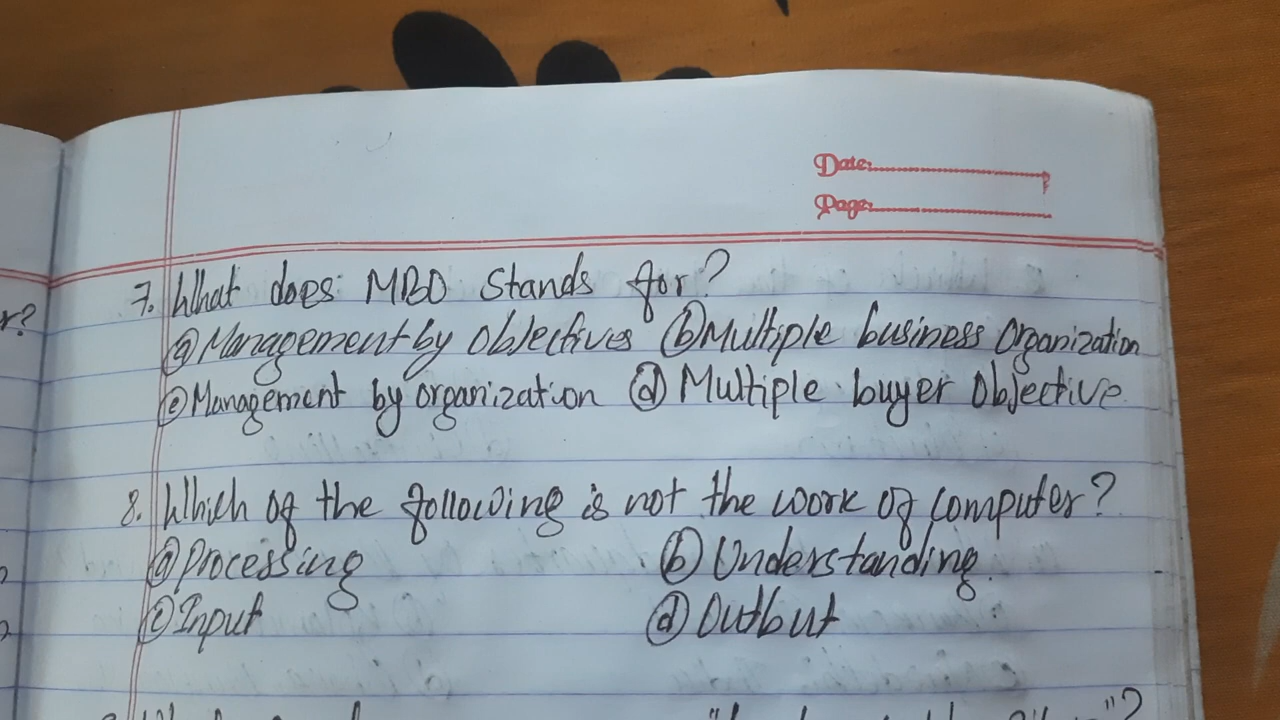 Date:
Page:
r?
7. What does MBO Stands for?
(a) Management by objectives (b) Multiple business Organization
(c) Management by organization (d) Multiple buyer Objective
8. Which of the following is not the work of computer?
(a) Processing (b) Understanding.
(c) Input (d) Outbut